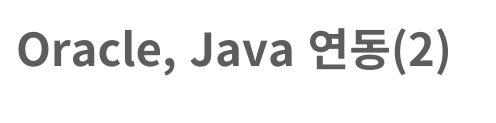 Oracle, Java 연동(2)